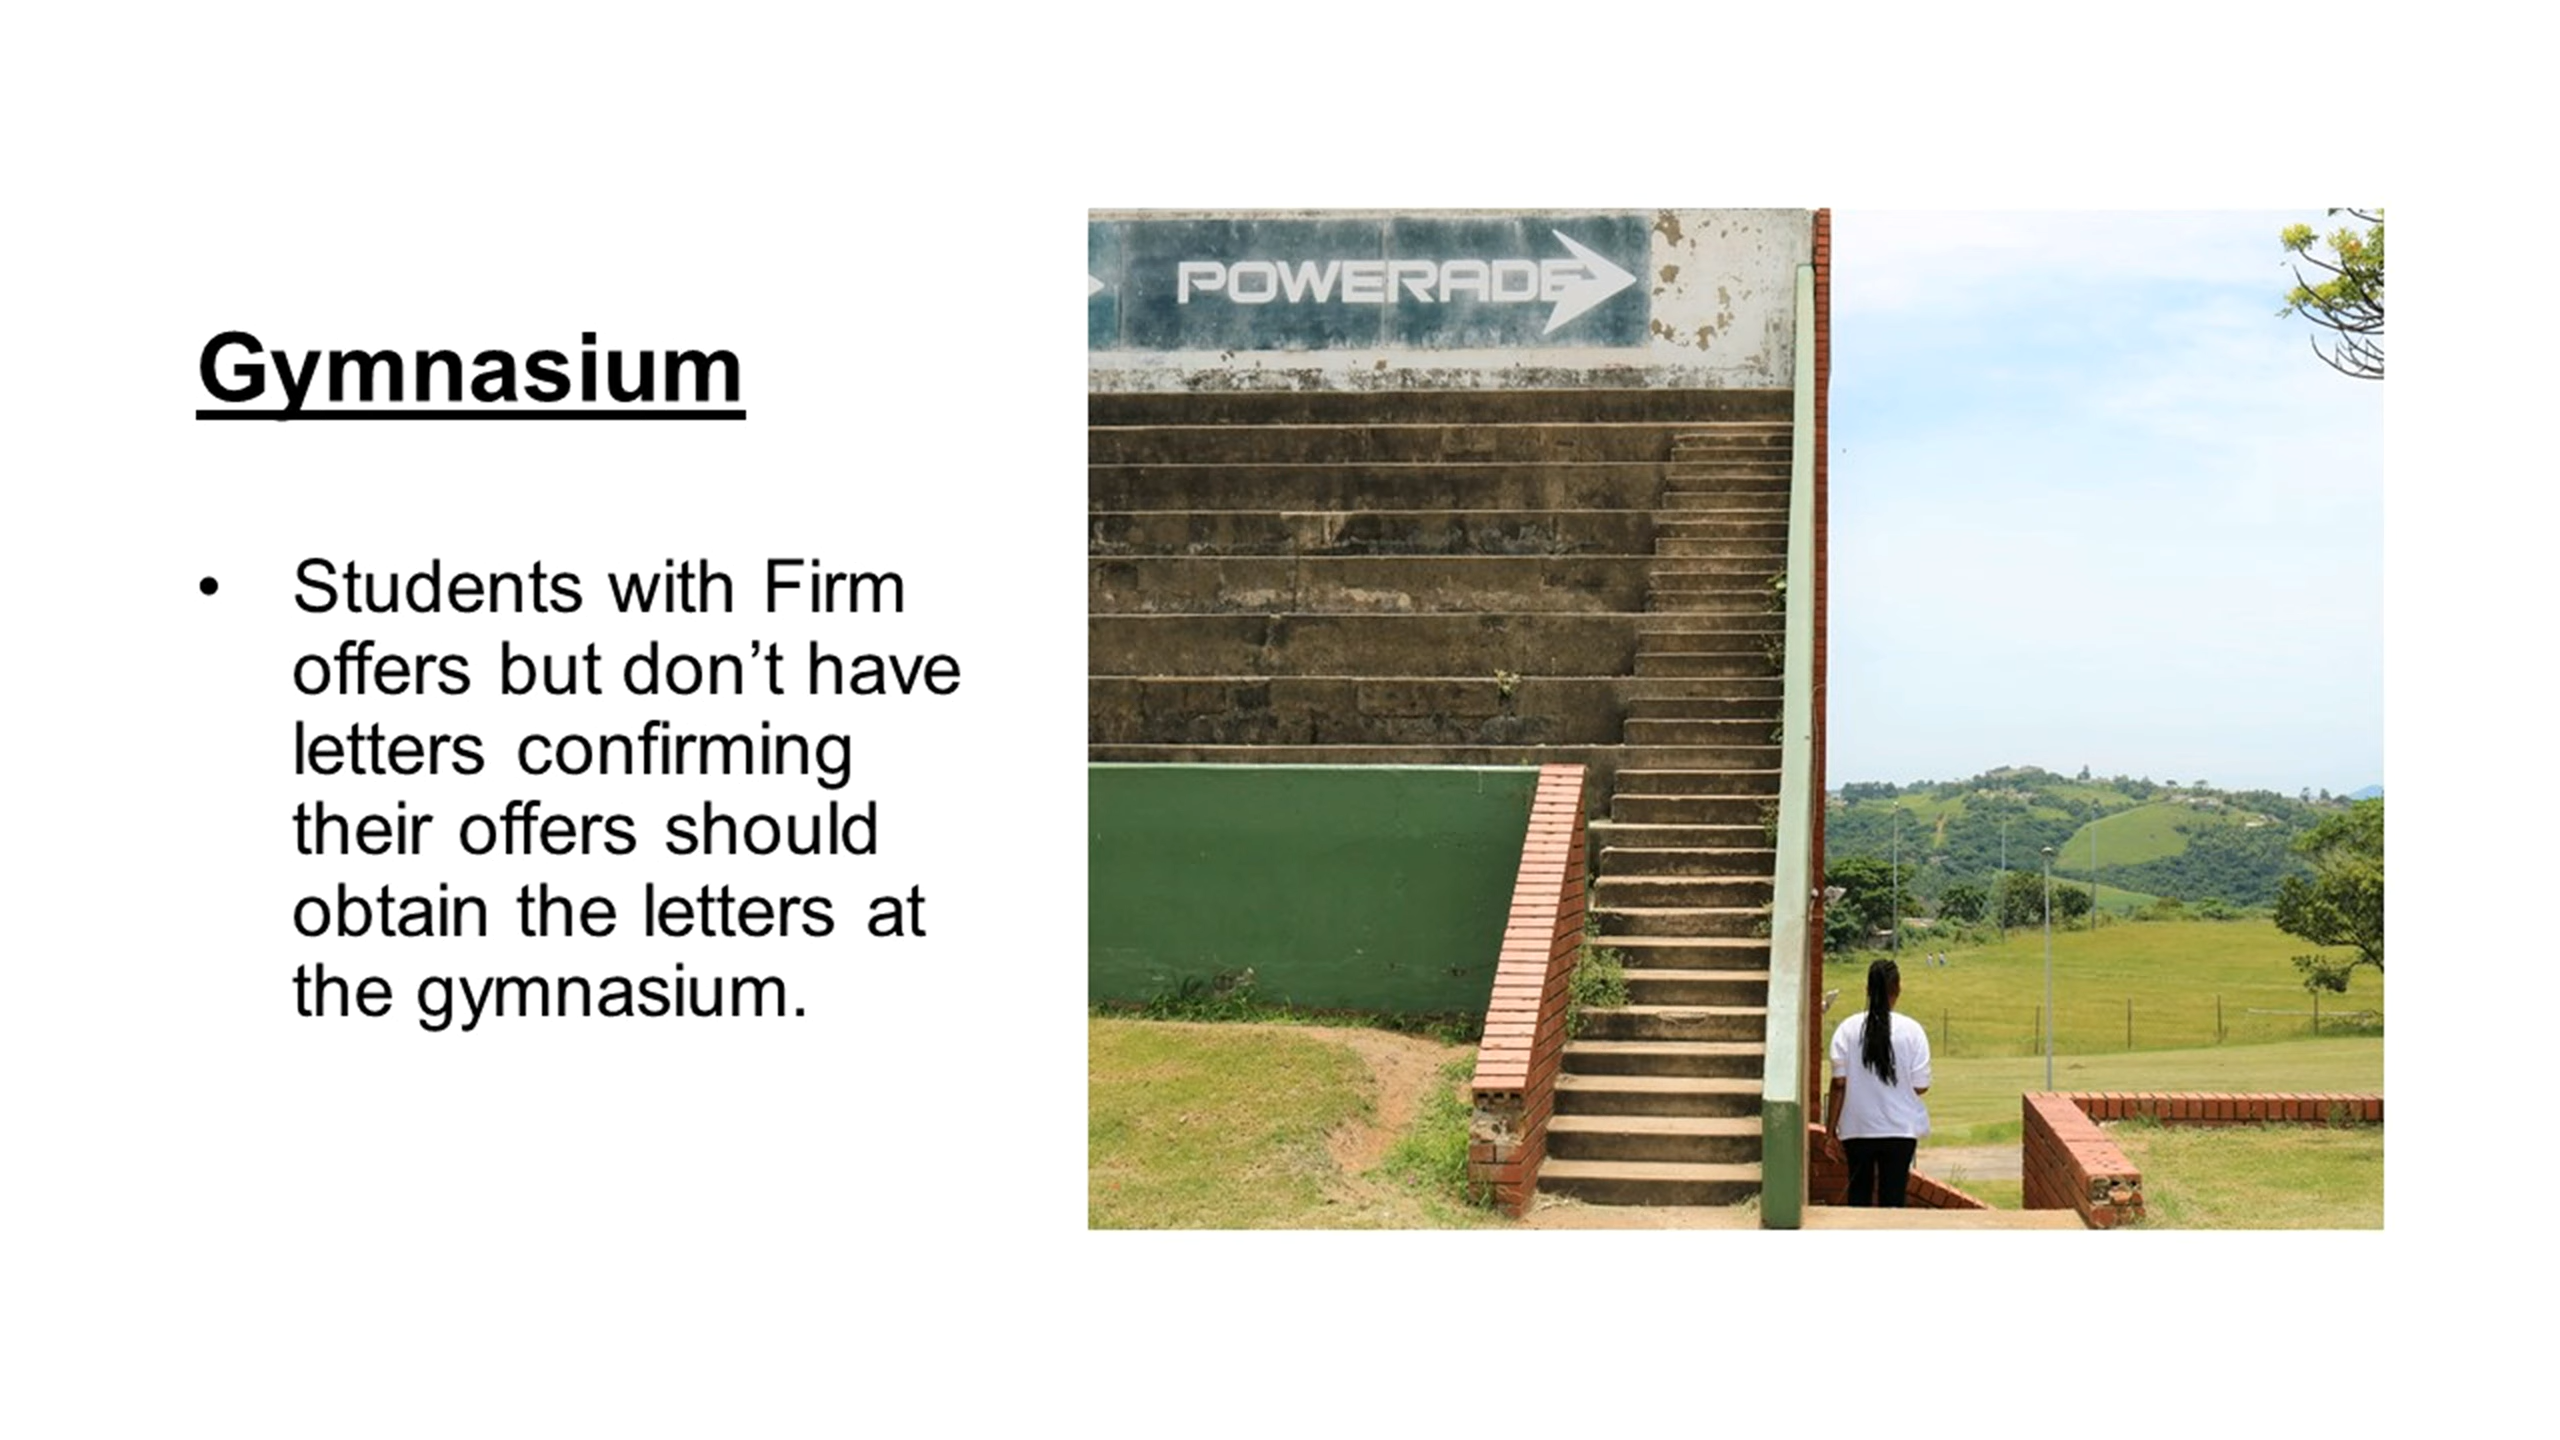 Gymnasium
• Students with Firm
offers but don’t have
letters confirming
their offers should
obtain the letters at
the gymnasium.
POWERADE